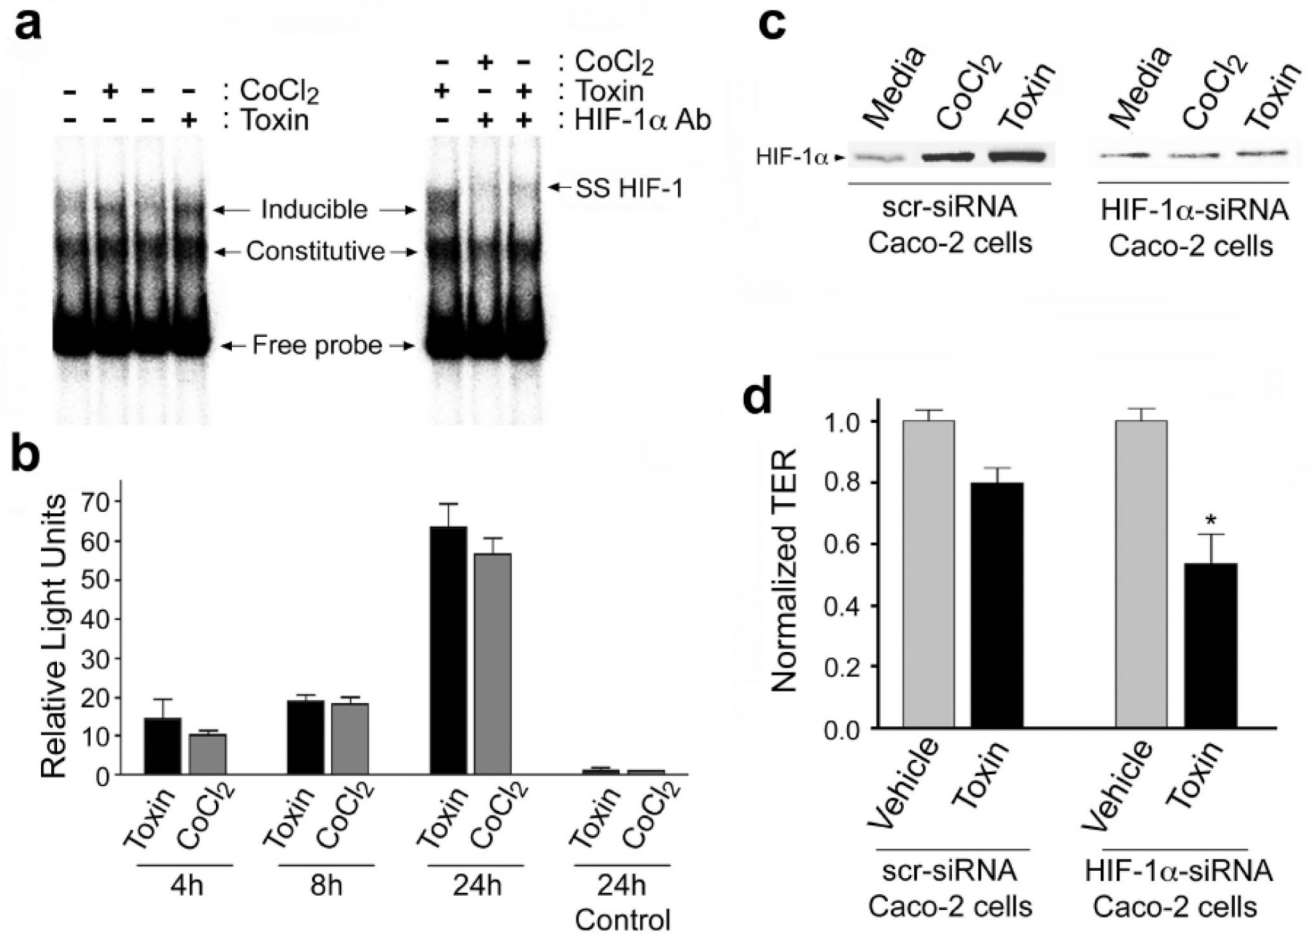 a
- + - - : CoCl2
- - - + : Toxin
- + - : CoCl2
+ - + : Toxin
- + + : HIF-1α Ab
SS HIF-1
Inducible
Constitutive
Free probe
b
Relative Light Units
70
60
50
40
30
20
10
0
Toxin CoCl2 Toxin CoCl2 Toxin CoCl2 Toxin CoCl2
4h 8h 24h 24h
Control
c
Media CoCl2 Toxin Media CoCl2 Toxin
HIF-1α
scr-siRNA HIF-1α-siRNA
Caco-2 cells Caco-2 cells
d
Normalized TER
1.0
0.8
0.6
0.4
0.2
0.0
*
Vehicle Toxin Vehicle Toxin
scr-siRNA HIF-1α-siRNA
Caco-2 cells Caco-2 cells